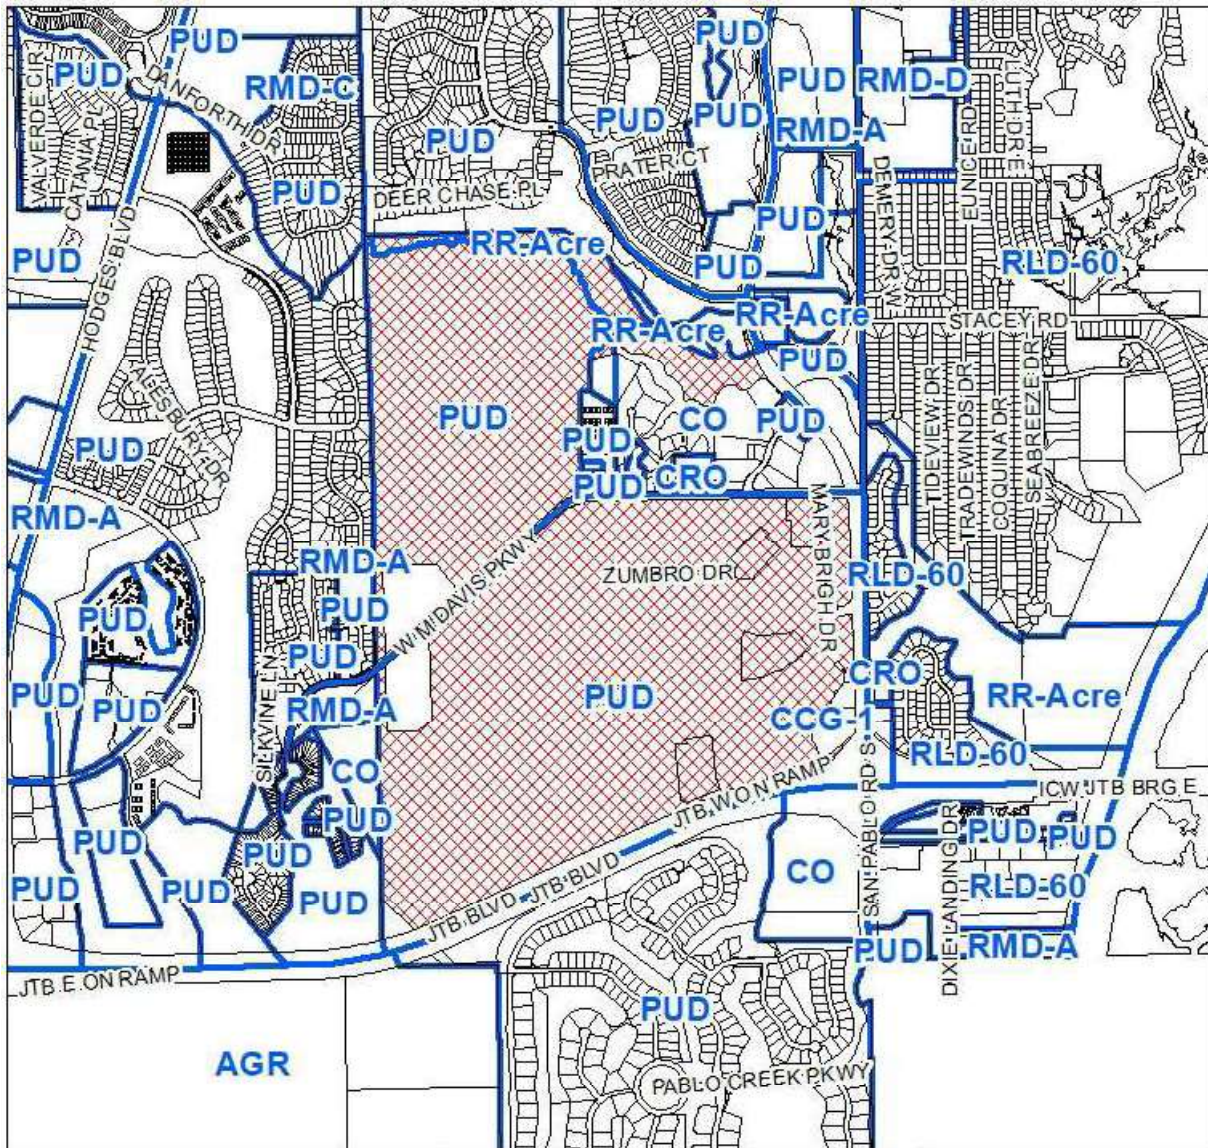 PUD
PUD
PUD
RMD-C
DANFORTH DR
VALVERDE CIR
CATANIA PL
HODGES BLVD
PUD
PUD
PUD
DEER CHASE PL
PUD
PUD
PRATER CT
PUD
PUD
RMD-D
RMD-A
PUD
PUD
DEMERY DR W
EUNICE RD
LUTH DR E
RLD-60
RR-Acre
RR-Acre
RR-Acre
STACEY RD
PUD
AMESBURY DR
PUD
PUD
CO
PUD
PUD
CRO
PUD
TIDEVIEW DR
TRADEWINDS DR
COQUINA DR
SEABREEZE DR
RMD-A
W M DAVIS PKWY
MARY BRIGH DR
RMD-A
ZUMBRO DR
RLD-60
PUD
PUD
PUD
SILKVINE LN
PUD
PUD
RMD-A
PUD
CRO
RR-Acre
CCG-1
RLD-60
CO
PUD
JTB W ON RAMP
SAN PABLO RD S
ICW JTB BRG E
PUD
PUD
PUD
PUD
PUD
PUD
JTB BLVD
JTB BLVD
CO
DIXIE LANDING DR
PUD
PUD
RLD-60
PUD
RMD-A
JTB E ON RAMP
PUD
AGR
PABLO CREEK PKWY